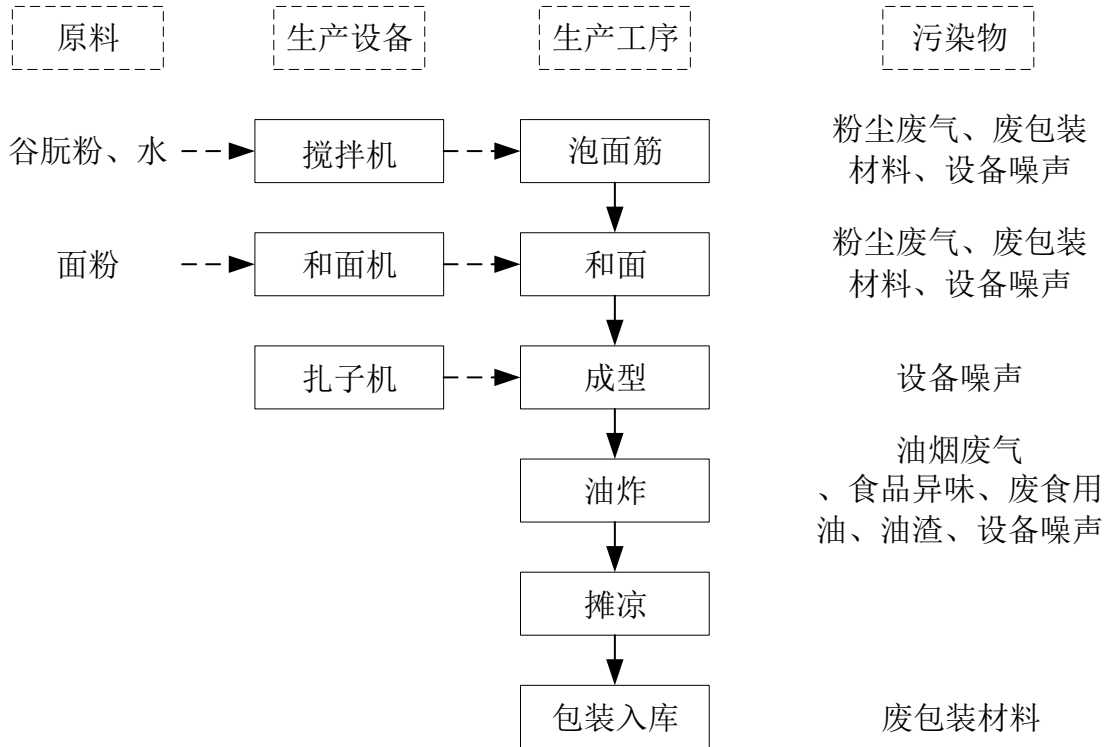 原料
生产设备
生产工序
污染物
谷朊粉、水
搅拌机
泡面筋
粉尘废气、废包装
材料、设备噪声
面粉
和面机
和面
粉尘废气、废包装
材料、设备噪声
扎子机
成型
设备噪声
油炸
油烟废气
、食品异味、废食用
油、油渣、设备噪声
摊凉
包装入库
废包装材料